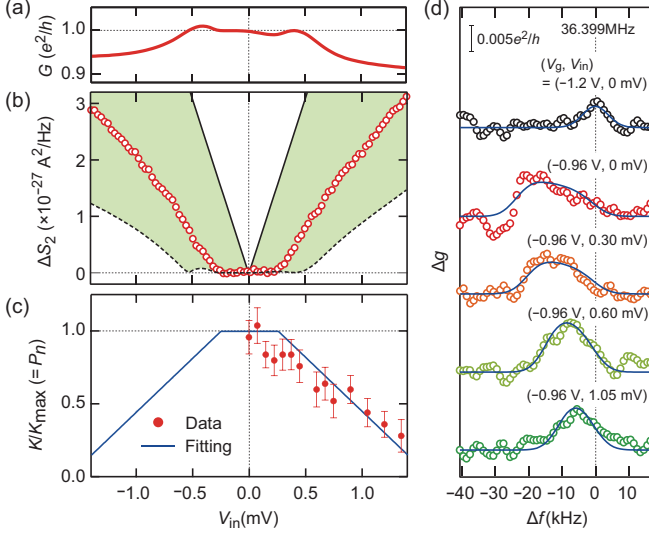 (a)
G (e²/h)
1.0
0.9
(b)
ΔS₂ (×10⁻²⁷ A²/Hz)
3
2
1
0
(c)
K/Kmax (= Pn)
1.0
0.5
0.0
Data
Fitting
−1.0
−0.5
0.0
0.5
1.0
Vin(mV)
(d)
0.005e²/h
36.399MHz
(Vg, Vin)
= (−1.2 V, 0 mV)
(−0.96 V, 0 mV)
(−0.96 V, 0.30 mV)
(−0.96 V, 0.60 mV)
(−0.96 V, 1.05 mV)
Δg
−40
−30
−20
−10
0
10
Δf(kHz)